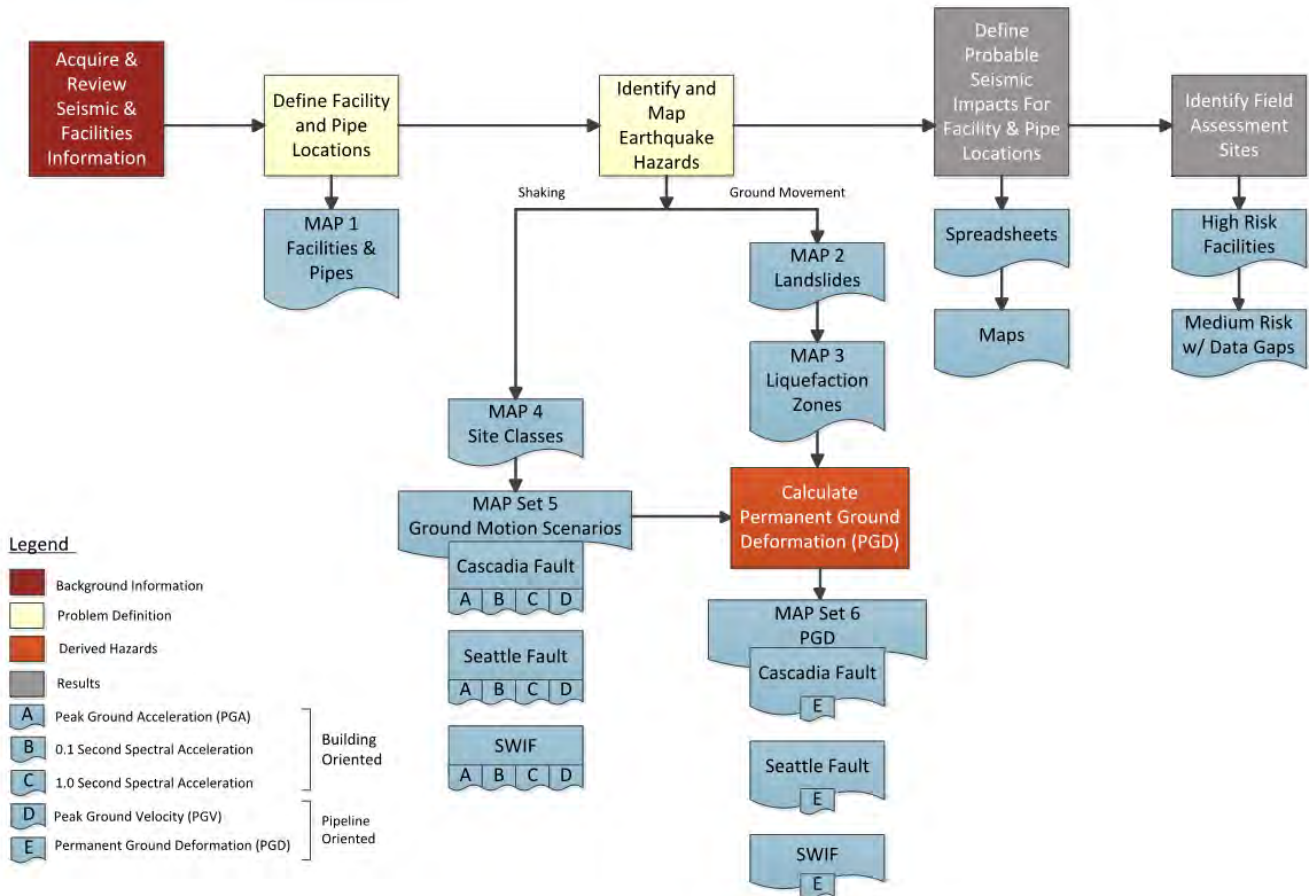 Acquire &
Review
Seismic &
Facilities
Information
Define Facility
and Pipe
Locations
Identify and
Map
Earthquake
Hazards
Define
Probable
Seismic
Impacts For
Facility & Pipe
Locations
Identify Field
Assessment
Sites
MAP 1
Facilities &
Pipes
Shaking
Ground Movement
MAP 2
Landslides
MAP 3
Liquefaction
Zones
Spreadsheets
Maps
High Risk
Facilities
Medium Risk
w/ Data Gaps
MAP 4
Site Classes
MAP Set 5
Ground Motion Scenarios
Cascadia Fault
A B C D
Seattle Fault
A B C D
SWIF
A B C D
Calculate
Permanent Ground
Deformation (PGD)
MAP Set 6
PGD
Cascadia Fault
E
Seattle Fault
E
SWIF
E
Legend
Background Information
Problem Definition
Derived Hazards
Results
A Peak Ground Acceleration (PGA)
B 0.1 Second Spectral Acceleration
C 1.0 Second Spectral Acceleration
Building
Oriented
D Peak Ground Velocity (PGV)
E Permanent Ground Deformation (PGD)
Pipeline
Oriented